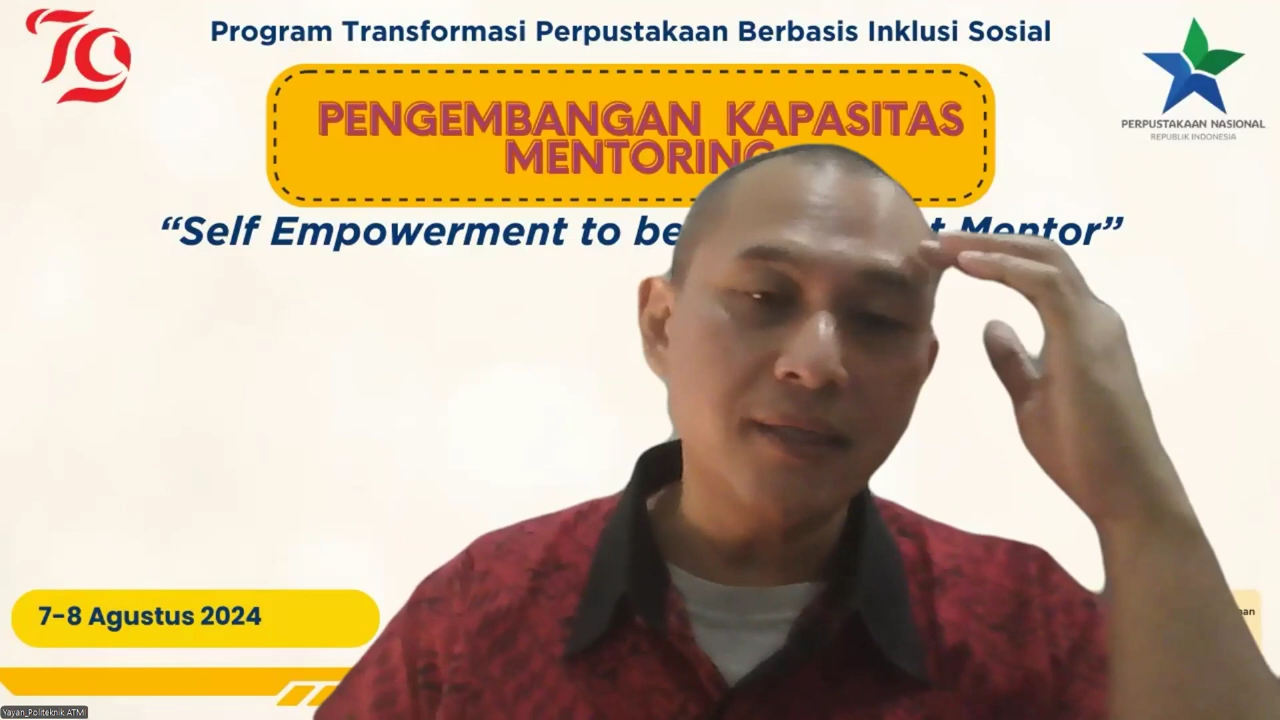 79
Program Transformasi Perpustakaan Berbasis Inklusi Sosial
PERPUSTAKAAN NASIONAL
REPUBLIK INDONESIA
PENGEMBANGAN KAPASITAS
MENTORING
“Self Empowerment to be Mentor”
7-8 Agustus 2024
Yayan_Politeknik ATMI